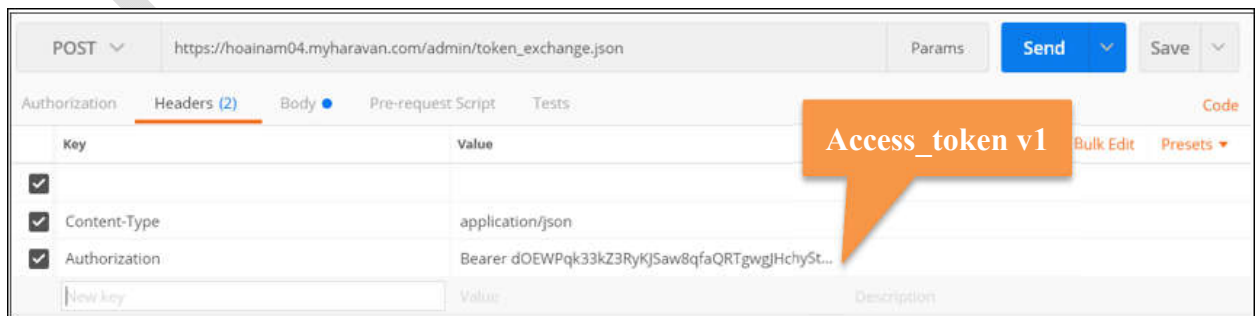 POST https://hoainam04.myharavan.com/admin/token_exchange.json Params Send Save
Authorization Headers (2) Body Pre-request Script Tests Code
Access_token v1
Key Value Bulk Edit Presets
Content-Type application/json
Authorization Bearer dOEWPqk33kZ3RyKJSaw8qfaQRTgwgJHchySt...
New key Value Description